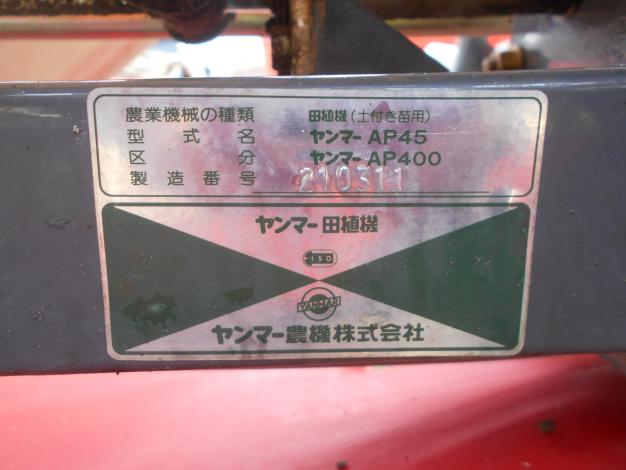 農業機械の種類 田植機(土付き苗用)
型式名 ヤンマー AP45
区分 ヤンマー AP400
製造番号 210311
ヤンマー田植機
ISO
YANMAR
ヤンマー農機株式会社